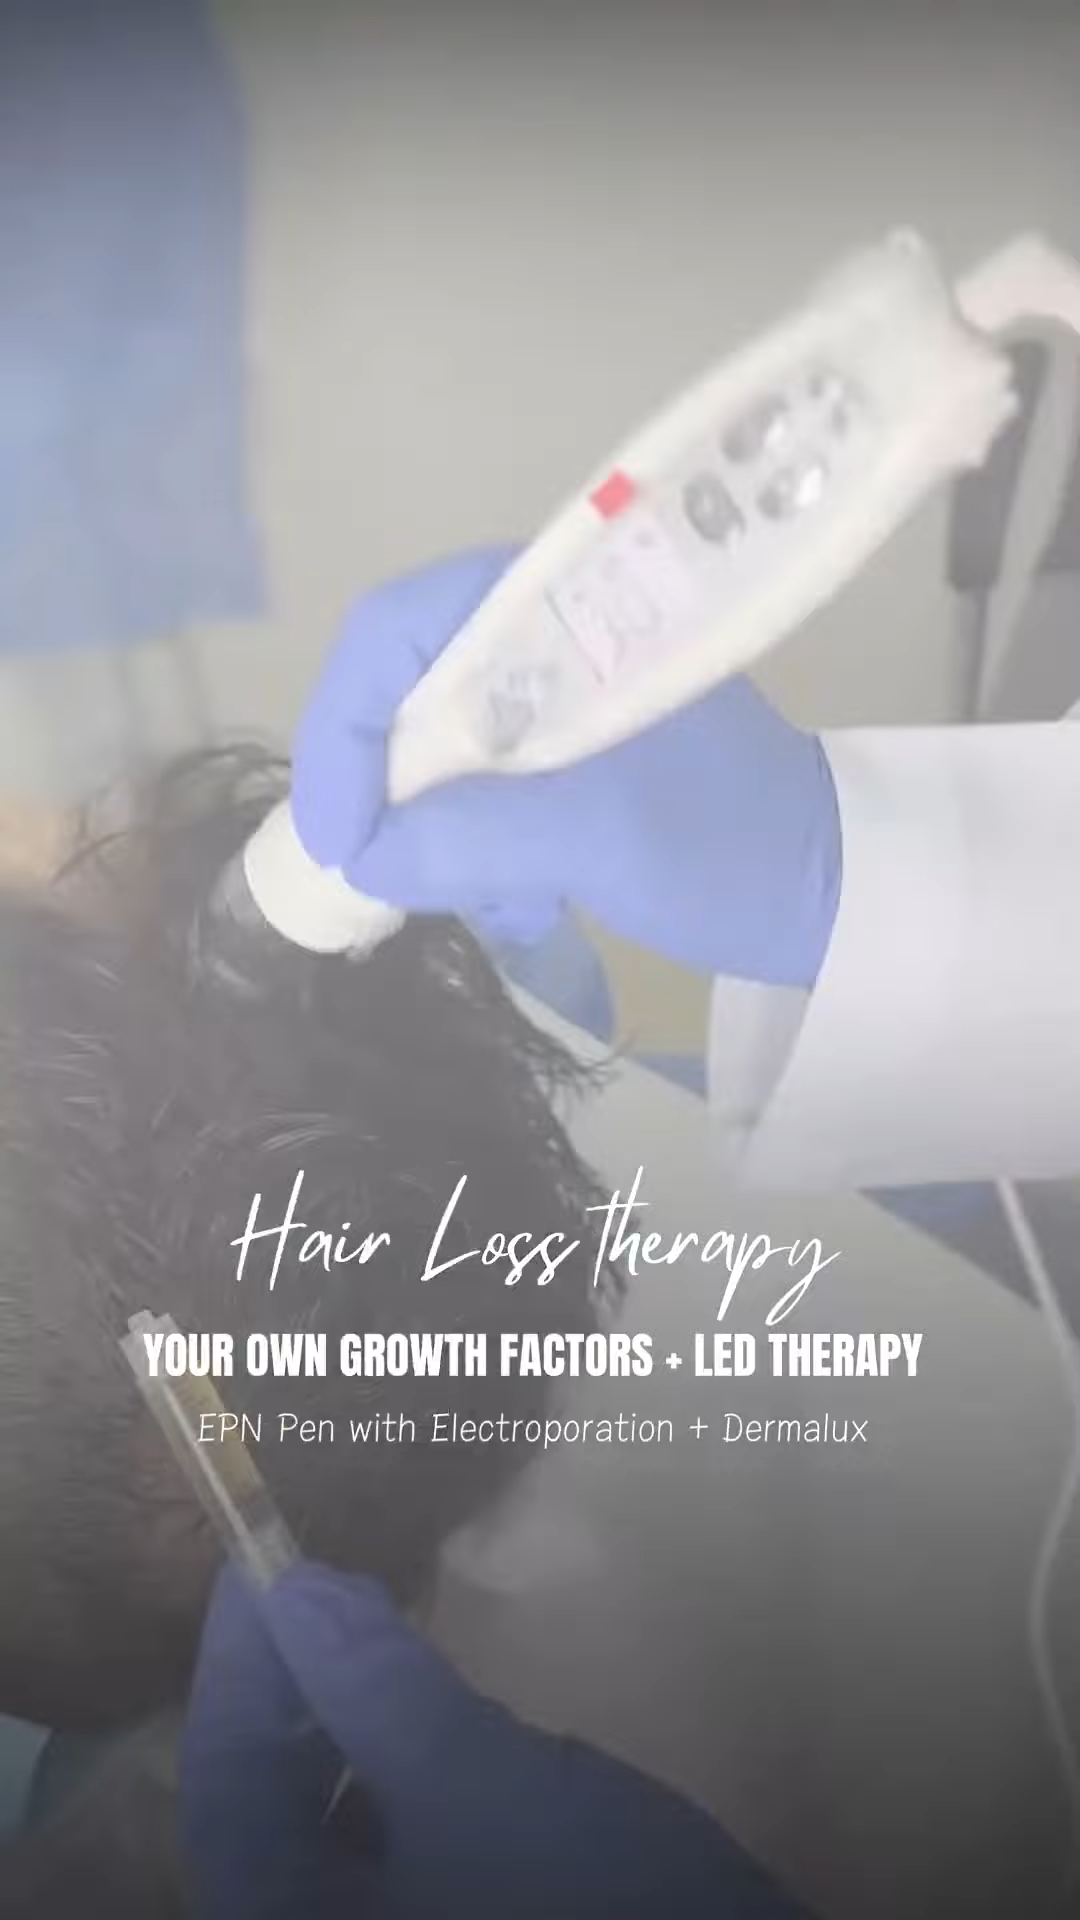 Hair Loss therapy
YOUR OWN GROWTH FACTORS + LED THERAPY
EPN Pen with Electroporation + Dermalux